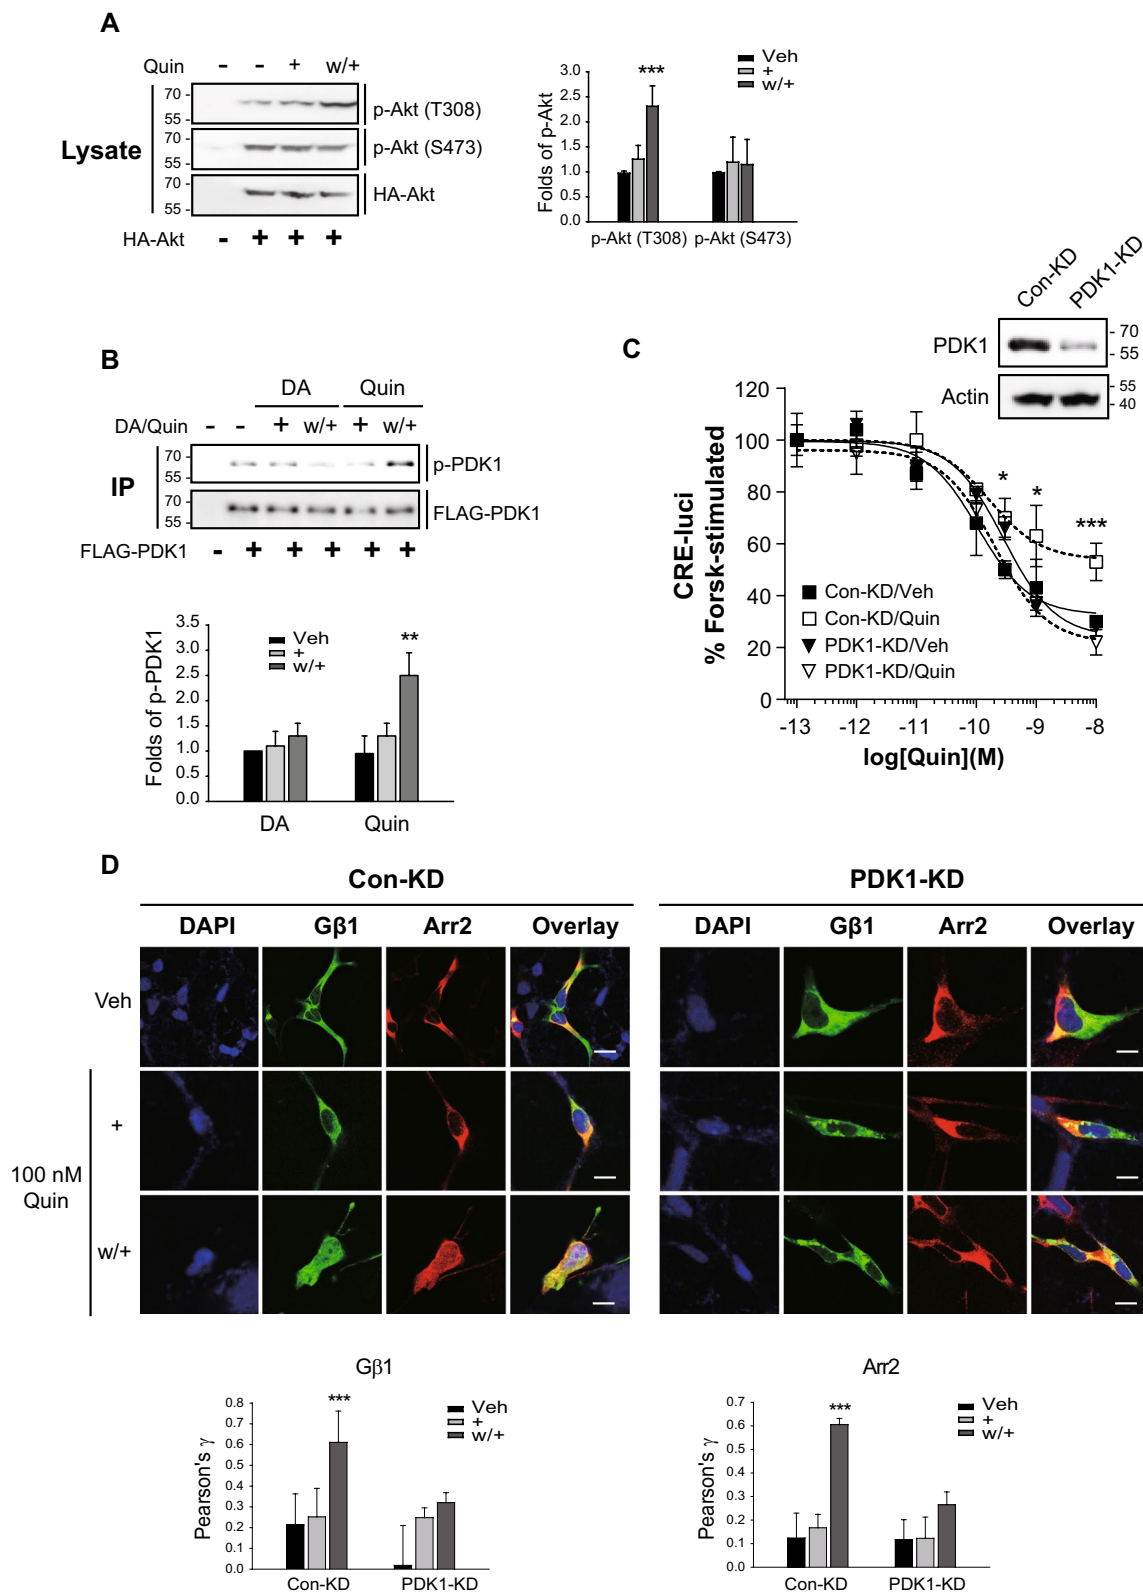 A
Quin - - + w/+
70
55
p-Akt (T308)
70
55
p-Akt (S473)
70
55
HA-Akt
Lysate
HA-Akt - + + +
Veh
+
w/+
***
3.0
2.5
2.0
1.5
1.0
0.5
0.0
Folds of p-Akt
p-Akt (T308) p-Akt (S473)
B
DA Quin
DA/Quin - - + w/+ + w/+
70
55
p-PDK1
IP
70
55
FLAG-PDK1
FLAG-PDK1 - + + + + +
3.5
2.5
1.5
1.0
0.5
0.0
Folds of p-PDK1
Veh
+
w/+
**
DA Quin
C
Con-KD PDK1-KD
PDK1
- 70
- 55
Actin
- 55
- 40
120
100
80
60
40
20
0
CRE-luci
% Forsk-stimulated
* * ***
Con-KD/Veh
Con-KD/Quin
PDK1-KD/Veh
PDK1-KD/Quin
-13 -12 -11 -10 -9 -8
log[Quin](M)
D
Con-KD PDK1-KD
DAPI Gβ1 Arr2 Overlay DAPI Gβ1 Arr2 Overlay
Veh
+
100 nM
Quin
w/+
Gβ1
0.8
0.7
0.6
0.5
0.4
0.3
0.2
0.1
0.0
Pearson's γ
***
Veh
+
w/+
Con-KD PDK1-KD
Arr2
0.7
0.6
0.5
0.4
0.3
0.2
0.1
0.0
Pearson's γ
***
Veh
+
w/+
Con-KD PDK1-KD